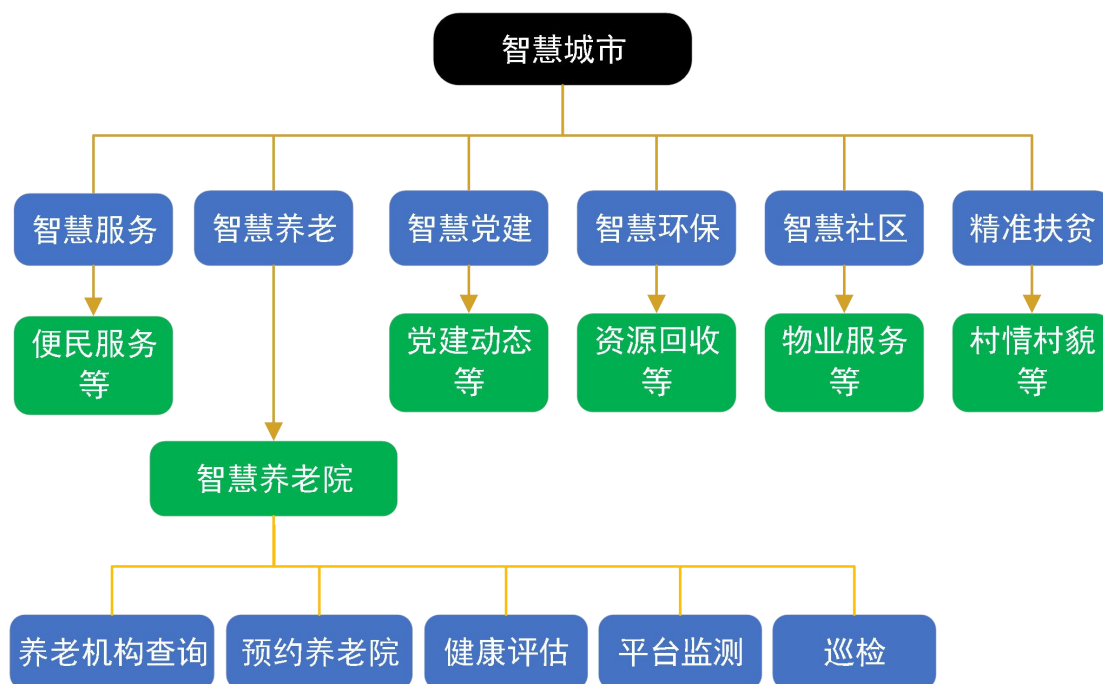 智慧城市
智慧服务
智慧养老
智慧党建
智慧环保
智慧社区
精准扶贫
便民服务
等
党建动态
等
资源回收
等
物业服务
等
村情村貌
等
智慧养老院
养老机构查询
预约养老院
健康评估
平台监测
巡检